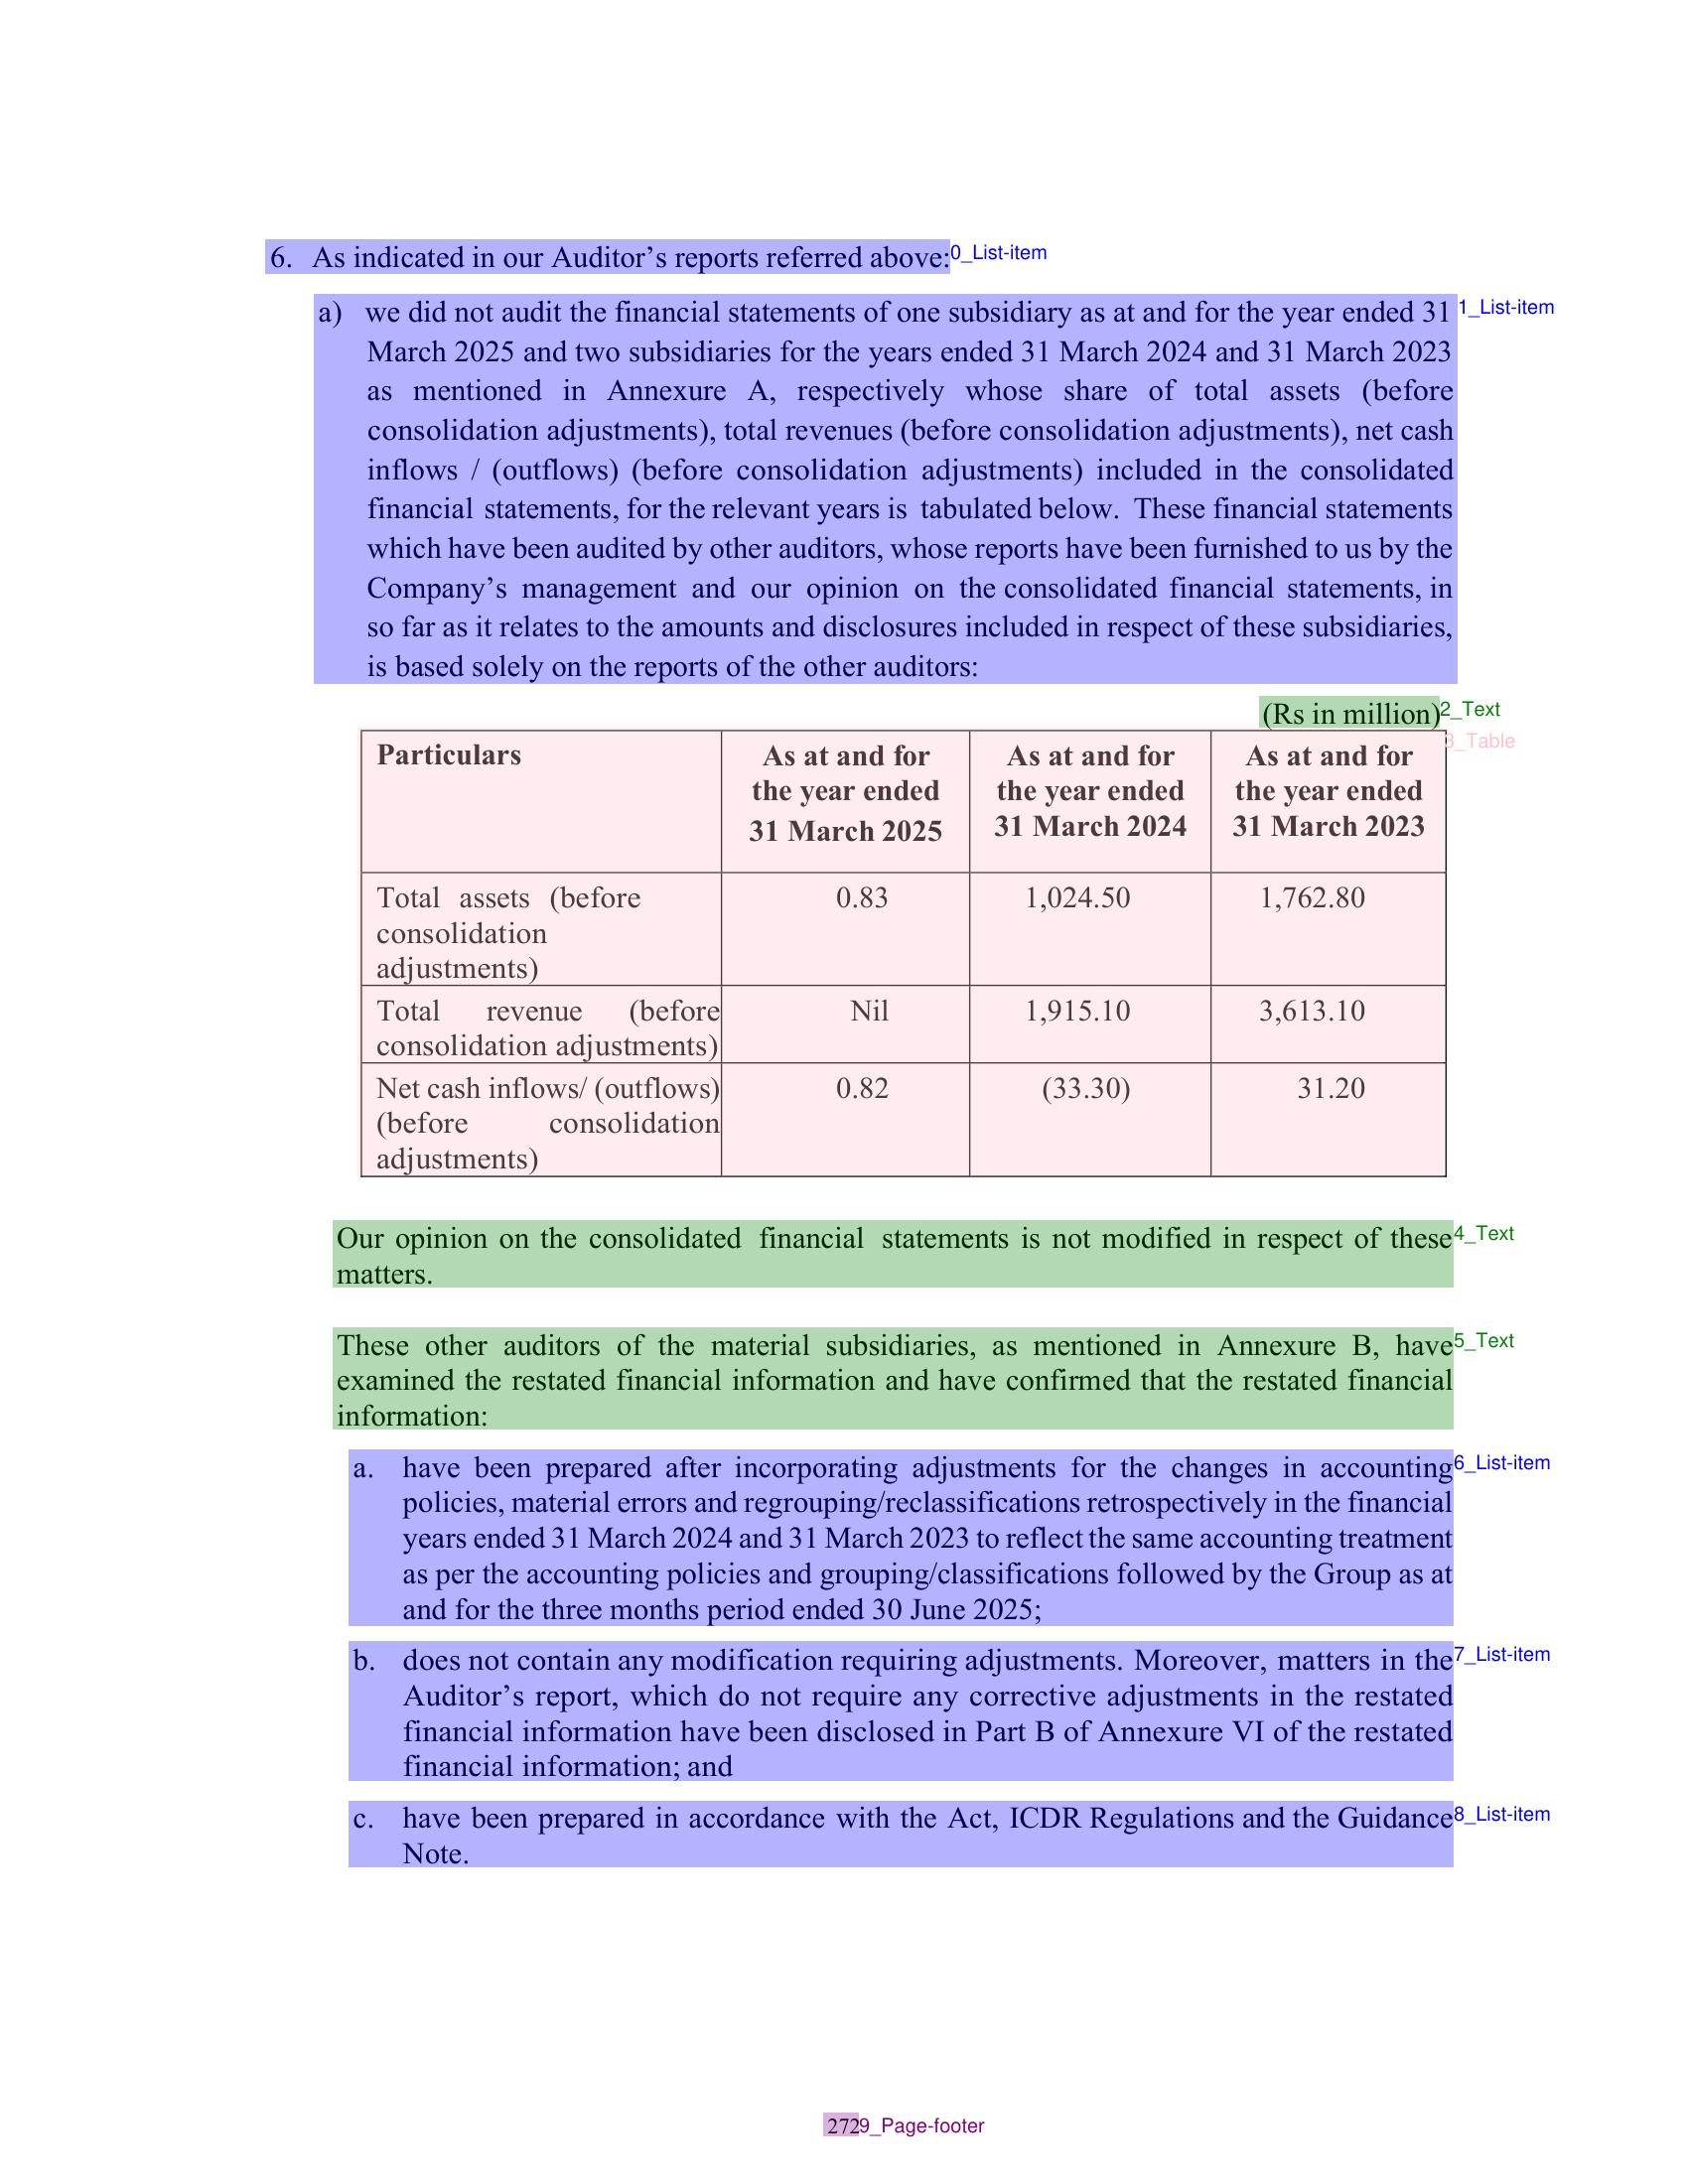 6. As indicated in our Auditor’s reports referred above:
0_List-item
a) we did not audit the financial statements of one subsidiary as at and for the year ended 31
1_List-item
March 2025 and two subsidiaries for the years ended 31 March 2024 and 31 March 2023
as mentioned in Annexure A, respectively whose share of total assets (before
consolidation adjustments), total revenues (before consolidation adjustments), net cash
inflows / (outflows) (before consolidation adjustments) included in the consolidated
financial statements, for the relevant years is tabulated below. These financial statements
which have been audited by other auditors, whose reports have been furnished to us by the
Company’s management and our opinion on the consolidated financial statements, in
so far as it relates to the amounts and disclosures included in respect of these subsidiaries,
is based solely on the reports of the other auditors:
(Rs in million)
2_Text
3_Table
Particulars
As at and for
the year ended
31 March 2025
As at and for
the year ended
31 March 2024
As at and for
the year ended
31 March 2023
Total assets (before
consolidation
adjustments)
0.83
1,024.50
1,762.80
Total revenue (before
consolidation adjustments)
Nil
1,915.10
3,613.10
Net cash inflows/ (outflows)
(before consolidation
adjustments)
0.82
(33.30)
31.20
Our opinion on the consolidated financial statements is not modified in respect of these
4_Text
matters.
These other auditors of the material subsidiaries, as mentioned in Annexure B, have
5_Text
examined the restated financial information and have confirmed that the restated financial
information:
a. have been prepared after incorporating adjustments for the changes in accounting
6_List-item
policies, material errors and regrouping/reclassifications retrospectively in the financial
years ended 31 March 2024 and 31 March 2023 to reflect the same accounting treatment
as per the accounting policies and grouping/classifications followed by the Group as at
and for the three months period ended 30 June 2025;
b. does not contain any modification requiring adjustments. Moreover, matters in the
7_List-item
Auditor’s report, which do not require any corrective adjustments in the restated
financial information have been disclosed in Part B of Annexure VI of the restated
financial information; and
c. have been prepared in accordance with the Act, ICDR Regulations and the Guidance
8_List-item
Note.
272
9_Page-footer